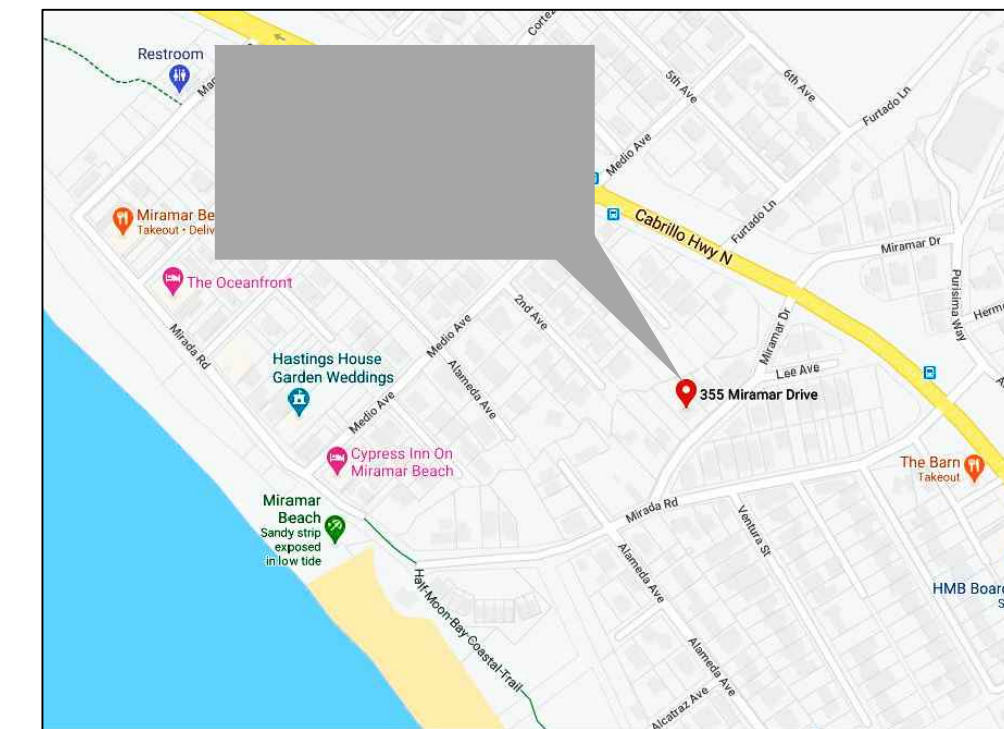 Cortez
Restroom
5th Ave
6th Ave
Furtado Ln
Medio Ave
Miramar Be
Takeout • Deliv
Cabrillo Hwy N
Furtado Ln
Miramar Dr
The Oceanfront
Purisima Way
2nd Ave
Herm
Mirada Rd
Medio Ave
Miramar Dr
Hastings House
Garden Weddings
Alameda Ave
Lee Ave
355 Miramar Drive
Medio Ave
Cypress Inn On
Miramar Beach
The Barn
Takeout
Miramar
Beach
Sandy strip
exposed
in low tide
Mirada Rd
Ventura St
Alameda Ave
Half Moon Bay Coastal Trail
HMB Board
S
Alameda Ave
Alcatraz Ave